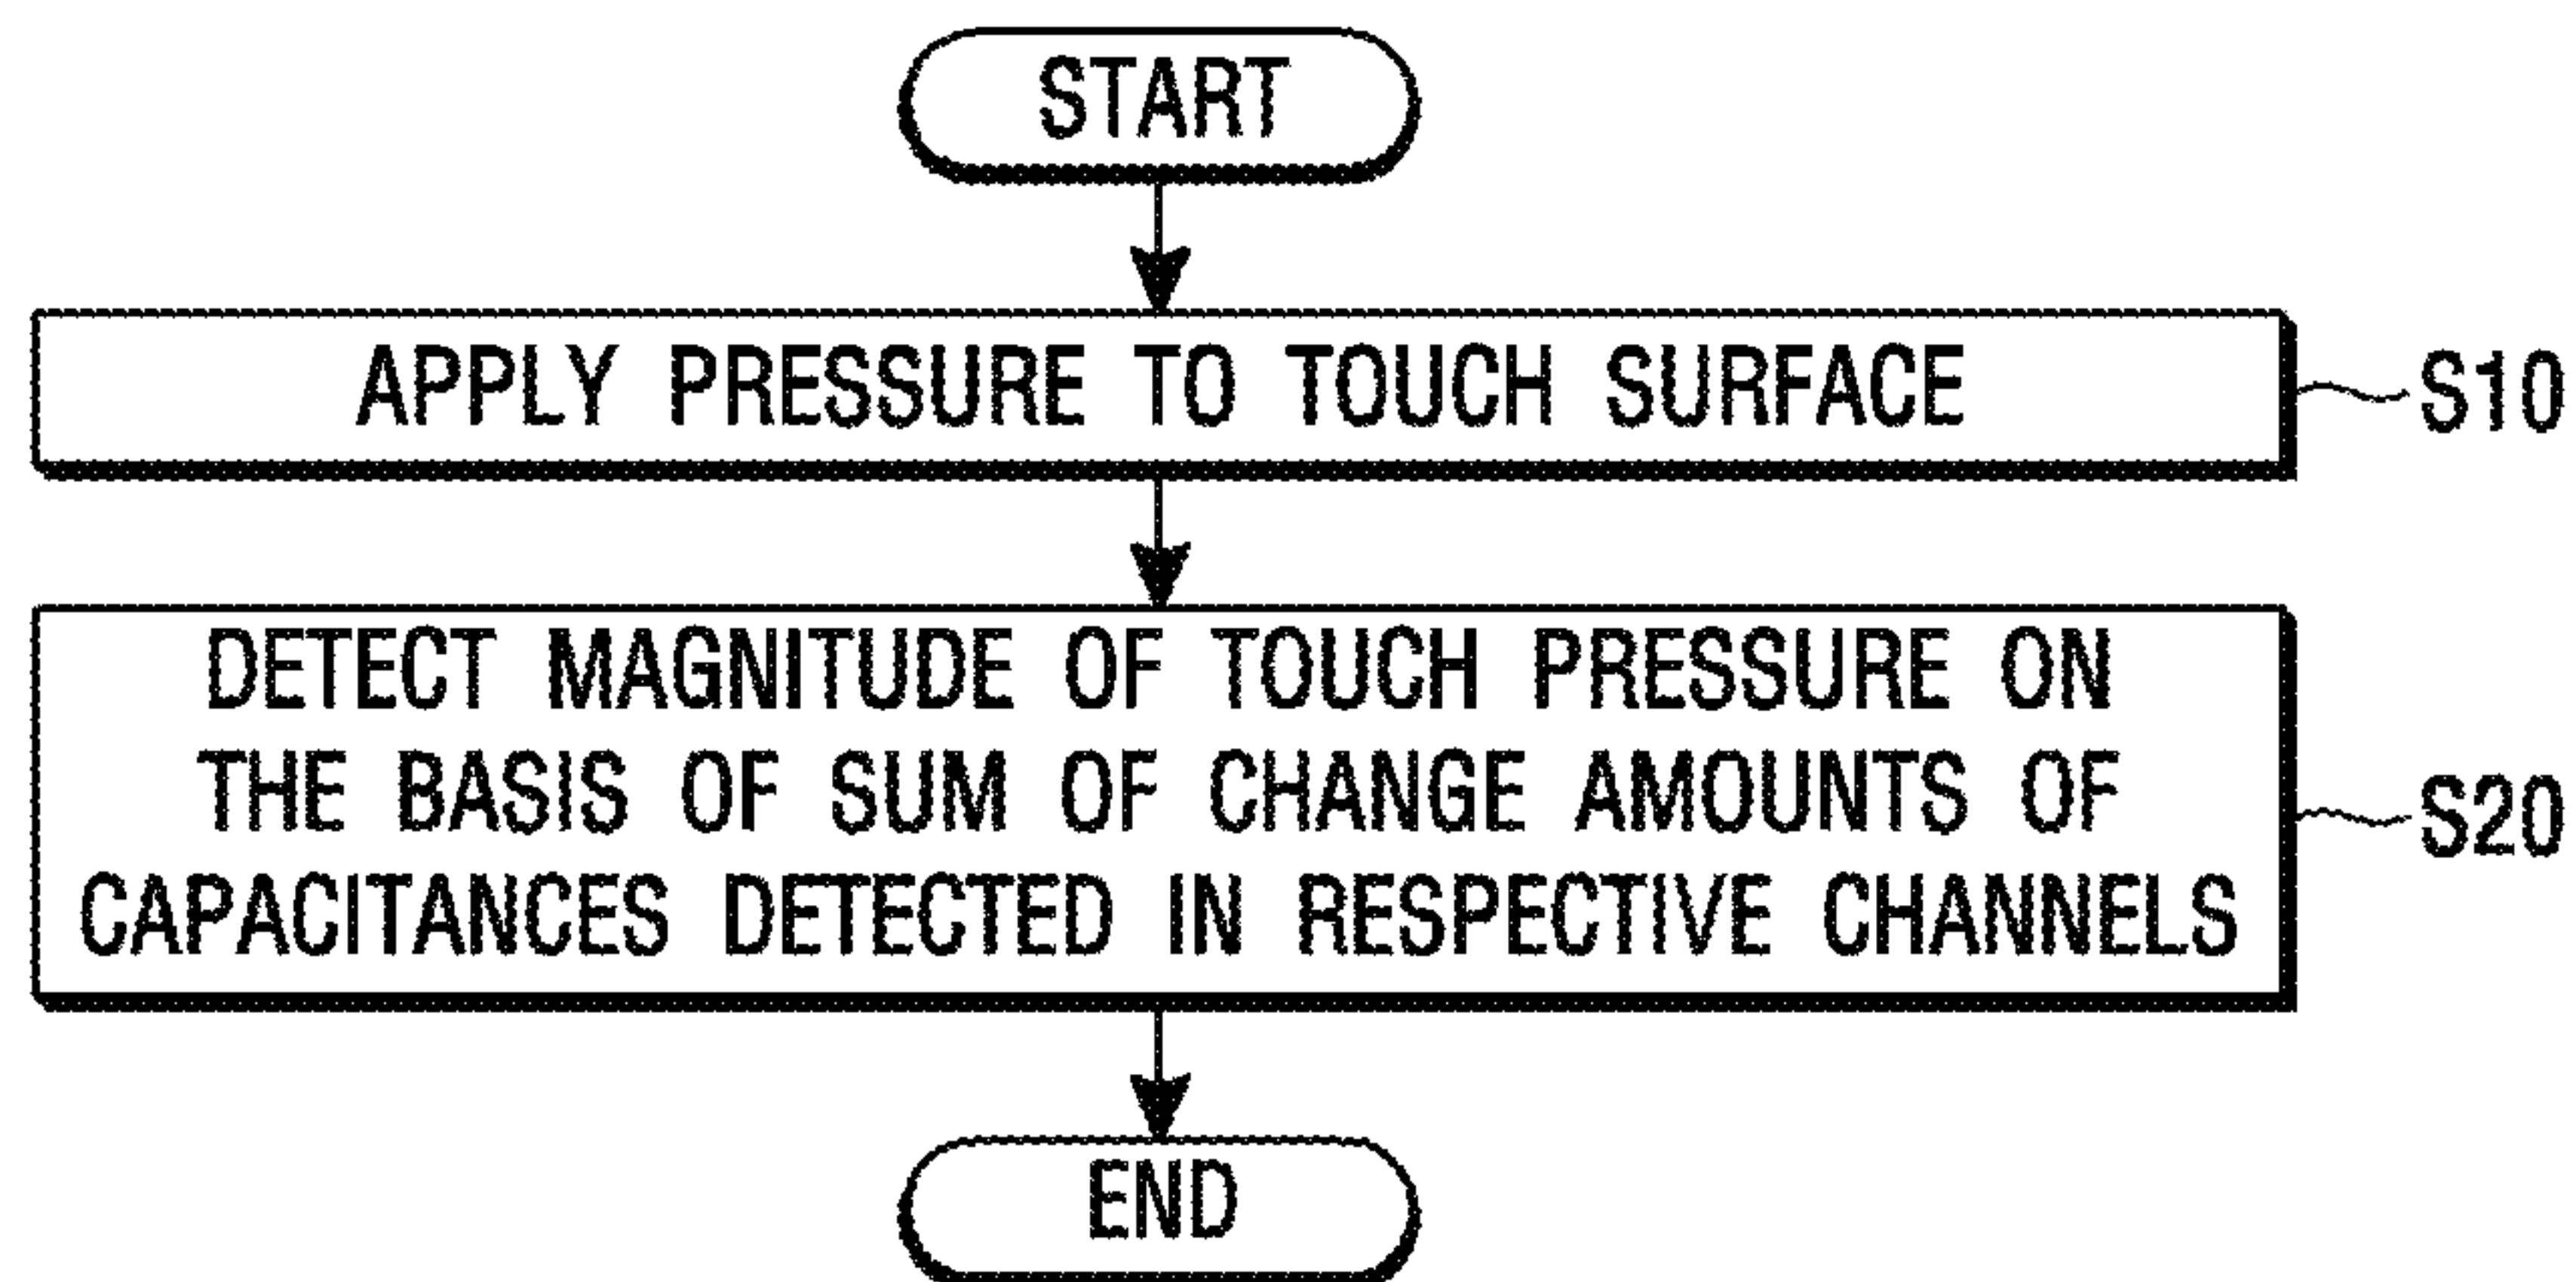 START
APPLY PRESSURE TO TOUCH SURFACE
S10
DETECT MAGNITUDE OF TOUCH PRESSURE ON
THE BASIS OF SUM OF CHANGE AMOUNTS OF
CAPACITANCES DETECTED IN RESPECTIVE CHANNELS
S20
END